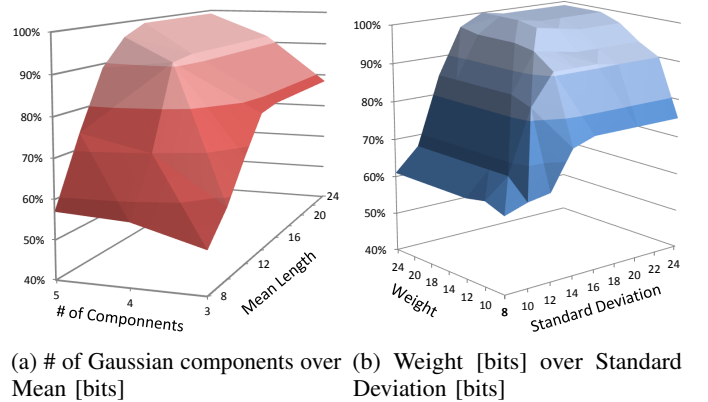 100%
90%
80%
70%
60%
50%
40%
5
4
3
8
12
16
20
24
# of Componnents
Mean Length
100%
90%
80%
70%
60%
50%
40%
24 20 18 14 12 10 8
Weight
10 12 14 16 18 20 22 24
Standard Deviation
(a) # of Gaussian components over
Mean [bits]
(b) Weight [bits] over Standard
Deviation [bits]